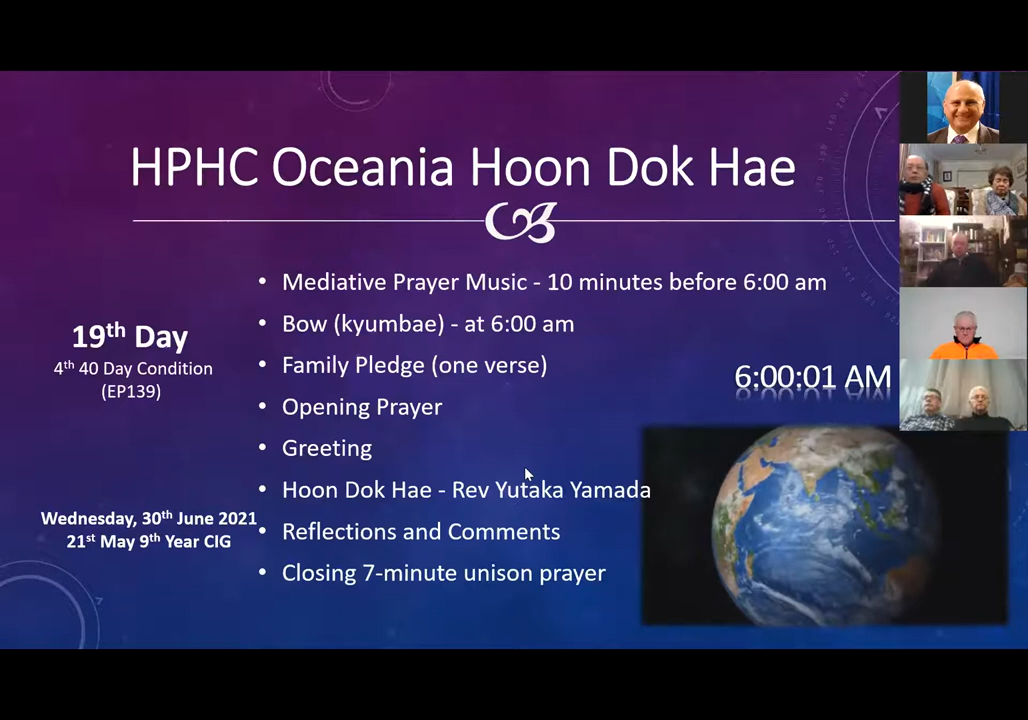 HPHC Oceania Hoon Dok Hae
• Mediative Prayer Music - 10 minutes before 6:00 am
• Bow (kyumbae) - at 6:00 am
• Family Pledge (one verse)
• Opening Prayer
• Greeting
• Hoon Dok Hae - Rev Yutaka Yamada
• Reflections and Comments
• Closing 7-minute unison prayer
19th Day
4th 40 Day Condition
(EP139)
Wednesday, 30th June 2021
21st May 9th Year CIG
6:00:01 AM